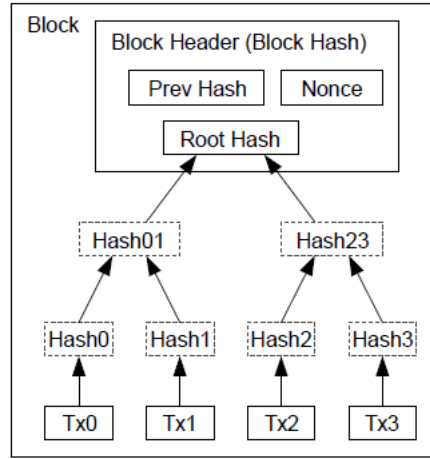 Block
Block Header (Block Hash)
Prev Hash Nonce
Root Hash
Hash01 Hash23
Hash0 Hash1 Hash2 Hash3
Tx0 Tx1 Tx2 Tx3